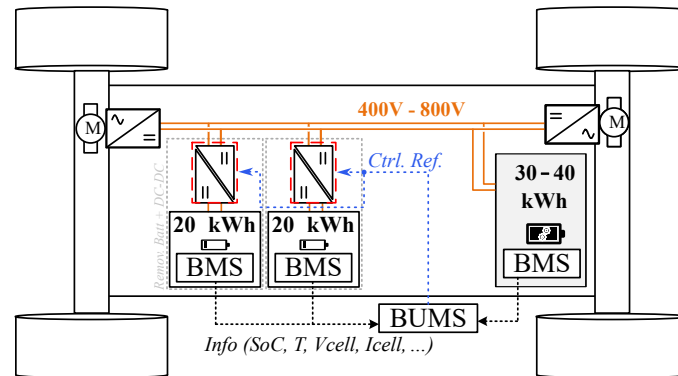 400V - 800V
M
M
Ctrl. Ref.
30 - 40
kWh
Remov. Batt + DC-DC
20 kWh
20 kWh
BMS
BMS
BMS
BUMS
Info (SoC, T, Vcell, Icell, ...)